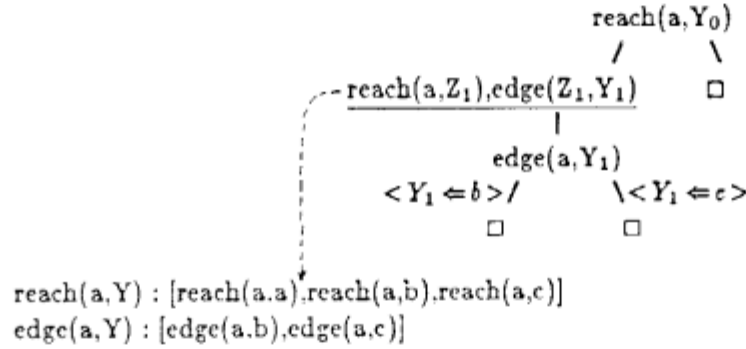 reach(a,Y₀)
reach(a,Z₁),edge(Z₁,Y₁) □
edge(a,Y₁)
<Y₁ ⇐ b> <Y₁ ⇐ c>
□ □
reach(a,Y) : [reach(a.a),reach(a,b),reach(a,c)]
edge(a,Y) : [edge(a.b),edge(a,c)]